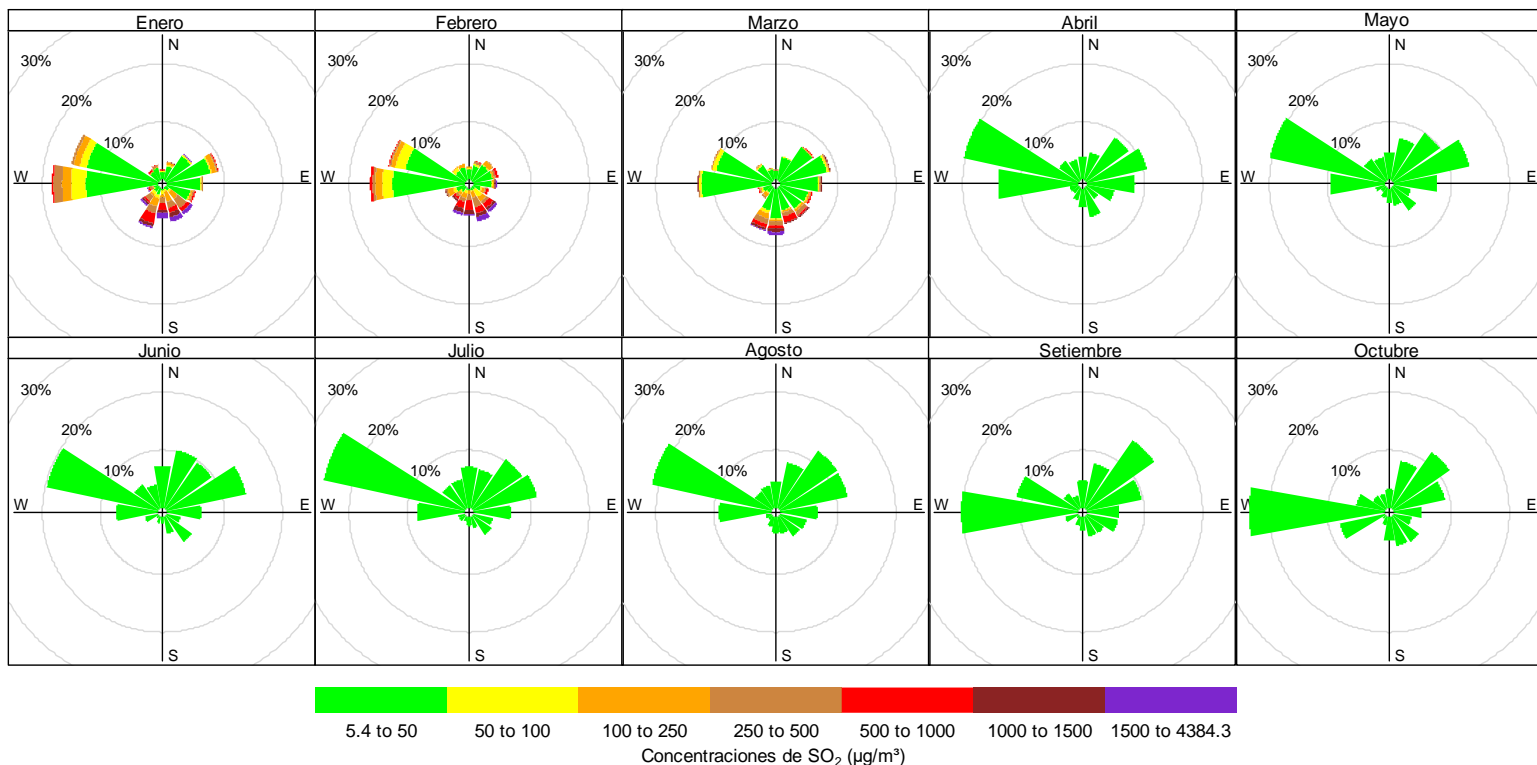 Enero Febrero Marzo Abril Mayo
N N N N N
30% 30% 30% 30% 30%
20% 20% 20% 20% 20%
10% 10% 10% 10% 10%
W E W E W E W E W E
S S S S S
Junio Julio Agosto Setiembre Octubre
N N N N N
30% 30% 30% 30% 30%
20% 20% 20% 20% 20%
10% 10% 10% 10% 10%
W E W E W E W E W E
S S S S S
5.4 to 50 50 to 100 100 to 250 250 to 500 500 to 1000 1000 to 1500 1500 to 4384.3
Concentraciones de SO₂ (µg/m³)